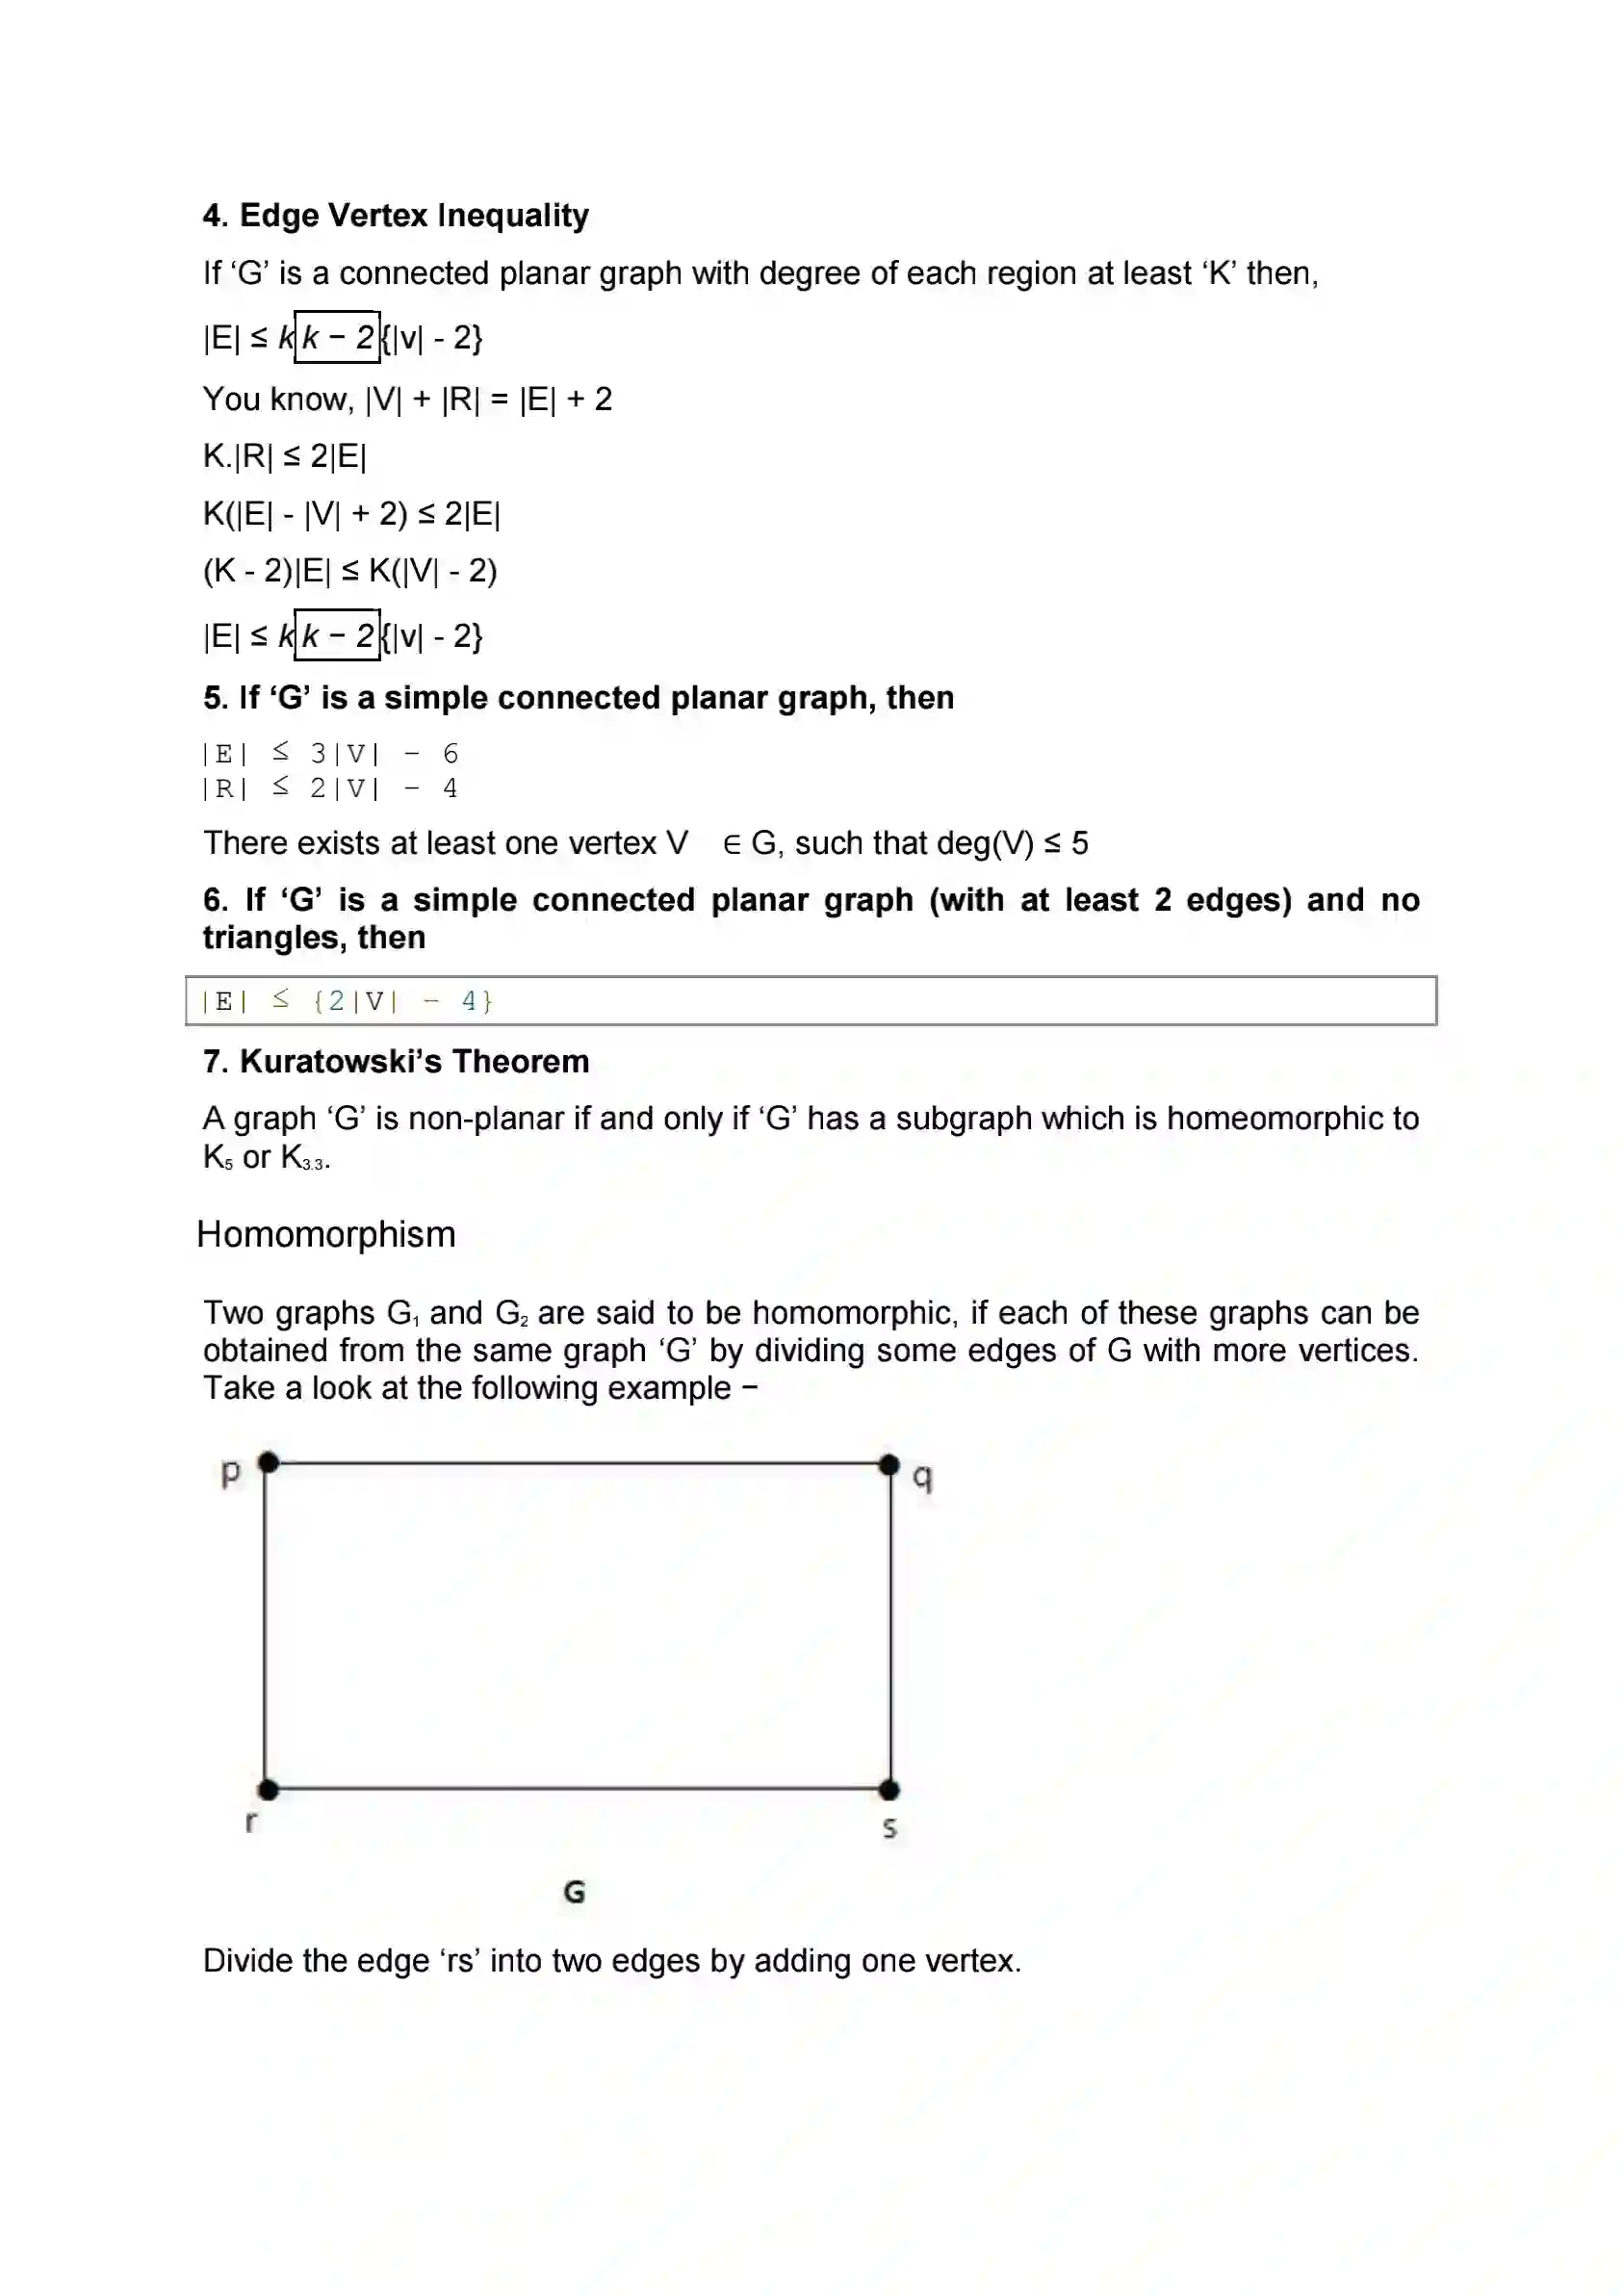 4. Edge Vertex Inequality
If ‘G’ is a connected planar graph with degree of each region at least ‘K’ then,
|E| ≤ k k − 2 {|v| - 2}
You know, |V| + |R| = |E| + 2
K.|R| ≤ 2|E|
K(|E| - |V| + 2) ≤ 2|E|
(K - 2)|E| ≤ K(|V| - 2)
|E| ≤ k k − 2 {|v| - 2}
5. If ‘G’ is a simple connected planar graph, then
|E| ≤ 3|V| − 6
|R| ≤ 2|V| − 4
There exists at least one vertex V ∈ G, such that deg(V) ≤ 5
6. If ‘G’ is a simple connected planar graph (with at least 2 edges) and no
triangles, then
|E| ≤ {2|V| − 4}
7. Kuratowski’s Theorem
A graph ‘G’ is non-planar if and only if ‘G’ has a subgraph which is homeomorphic to
K₅ or K₃.₃.
Homomorphism
Two graphs G₁ and G₂ are said to be homomorphic, if each of these graphs can be
obtained from the same graph ‘G’ by dividing some edges of G with more vertices.
Take a look at the following example −
p
q
r
s
G
Divide the edge ‘rs’ into two edges by adding one vertex.